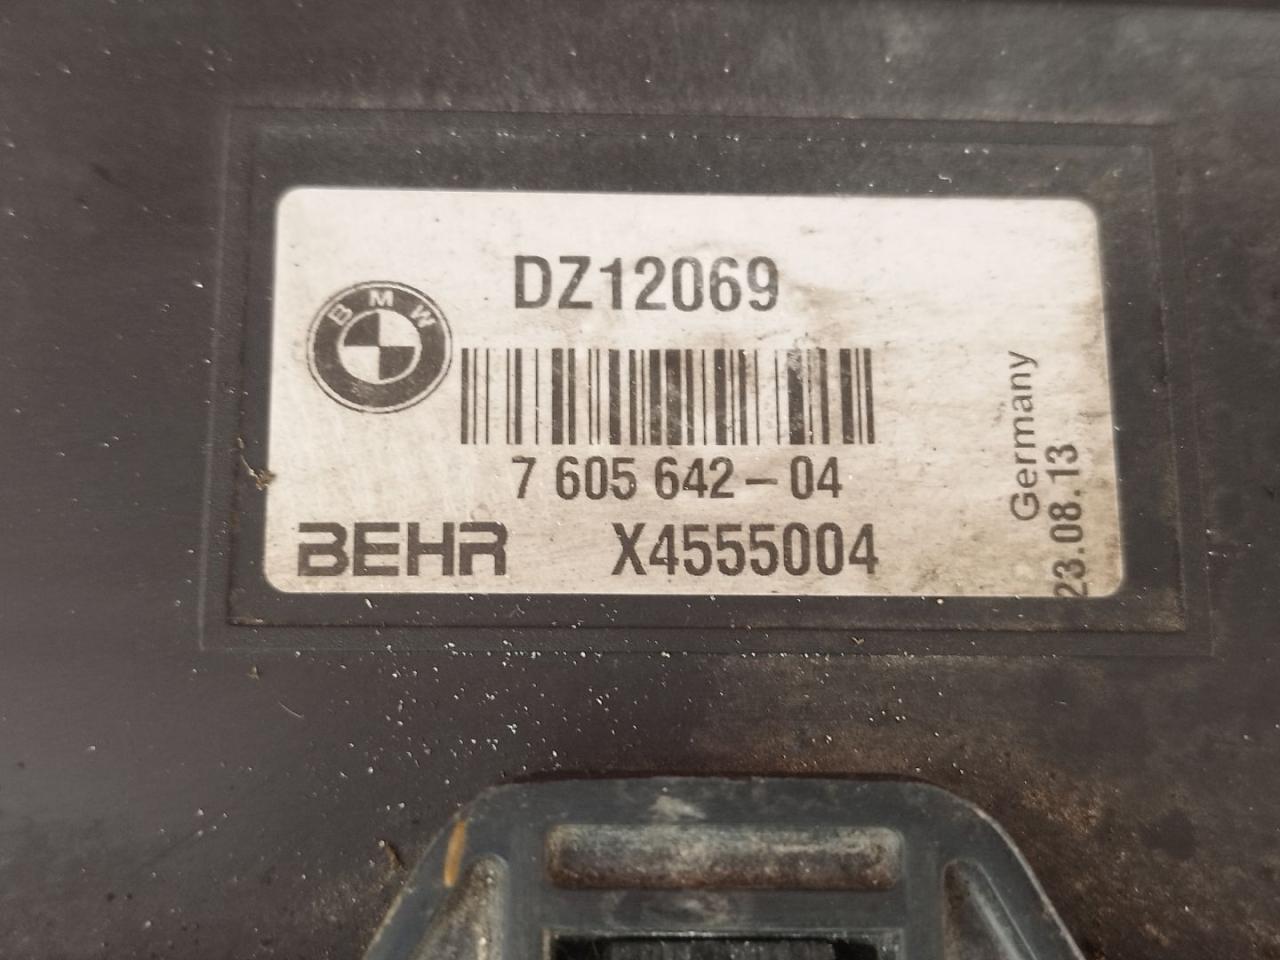 DZ12069
BMW
7 605 642-04
BEHR X4555004
Germany
23.08.13